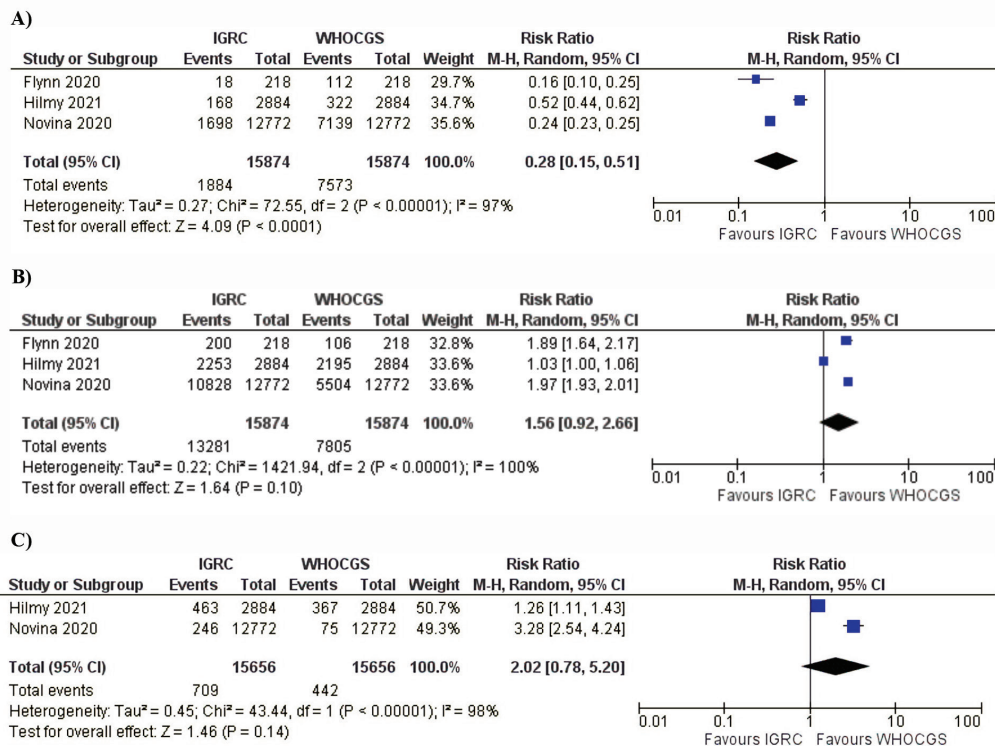 A)
IGRC WHOCGS Risk Ratio Risk Ratio
Study or Subgroup Events Total Events Total Weight M-H, Random, 95% CI M-H, Random, 95% CI
Flynn 2020 18 218 112 218 29.7% 0.16 [0.10, 0.25]
Hilmy 2021 168 2884 322 2884 34.7% 0.52 [0.44, 0.62]
Novina 2020 1698 12772 7139 12772 35.6% 0.24 [0.23, 0.25]
Total (95% CI) 15874 15874 100.0% 0.28 [0.15, 0.51]
Total events 1884 7573
Heterogeneity: Tau² = 0.27; Chi² = 72.55, df = 2 (P < 0.00001); I² = 97%
Test for overall effect: Z = 4.09 (P < 0.0001)
0.01 0.1 1 10 100
Favours IGRC Favours WHOCGS
B)
IGRC WHOCGS Risk Ratio Risk Ratio
Study or Subgroup Events Total Events Total Weight M-H, Random, 95% CI M-H, Random, 95% CI
Flynn 2020 200 218 106 218 32.8% 1.89 [1.64, 2.17]
Hilmy 2021 2253 2884 2195 2884 33.6% 1.03 [1.00, 1.06]
Novina 2020 10828 12772 5504 12772 33.6% 1.97 [1.93, 2.01]
Total (95% CI) 15874 15874 100.0% 1.56 [0.92, 2.66]
Total events 13281 7805
Heterogeneity: Tau² = 0.22; Chi² = 1421.94, df = 2 (P < 0.00001); I² = 100%
Test for overall effect: Z = 1.64 (P = 0.10)
0.01 0.1 1 10 100
Favours IGRC Favours WHOCGS
C)
IGRC WHOCGS Risk Ratio Risk Ratio
Study or Subgroup Events Total Events Total Weight M-H, Random, 95% CI M-H, Random, 95% CI
Hilmy 2021 463 2884 367 2884 50.7% 1.26 [1.11, 1.43]
Novina 2020 246 12772 75 12772 49.3% 3.28 [2.54, 4.24]
Total (95% CI) 15656 15656 100.0% 2.02 [0.78, 5.20]
Total events 709 442
Heterogeneity: Tau² = 0.45; Chi² = 43.44, df = 1 (P < 0.00001); I² = 98%
Test for overall effect: Z = 1.46 (P = 0.14)
0.01 0.1 1 10 100
Favours IGRC Favours WHOCGS